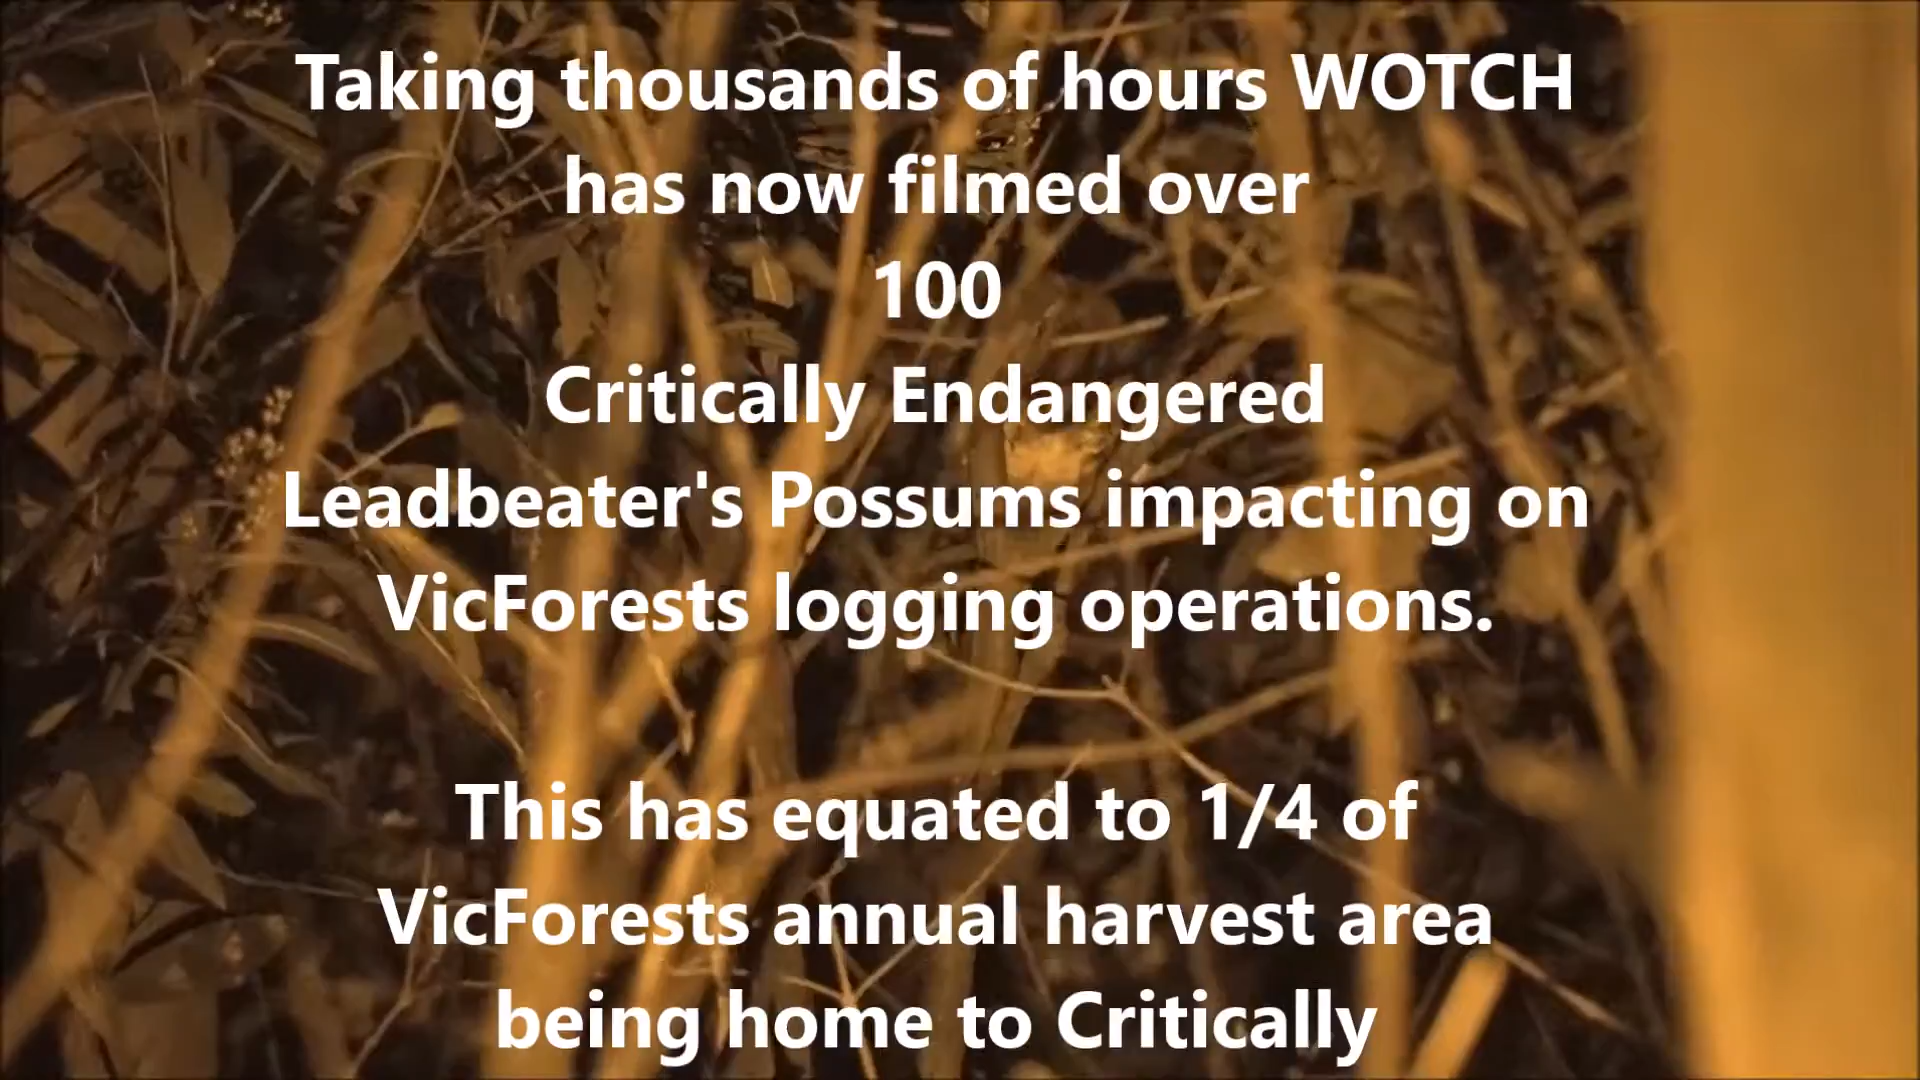 Taking thousands of hours WOTCH
has now filmed over
100
Critically Endangered
Leadbeater's Possums impacting on
VicForests logging operations.
This has equated to 1/4 of
VicForests annual harvest area
being home to Critically